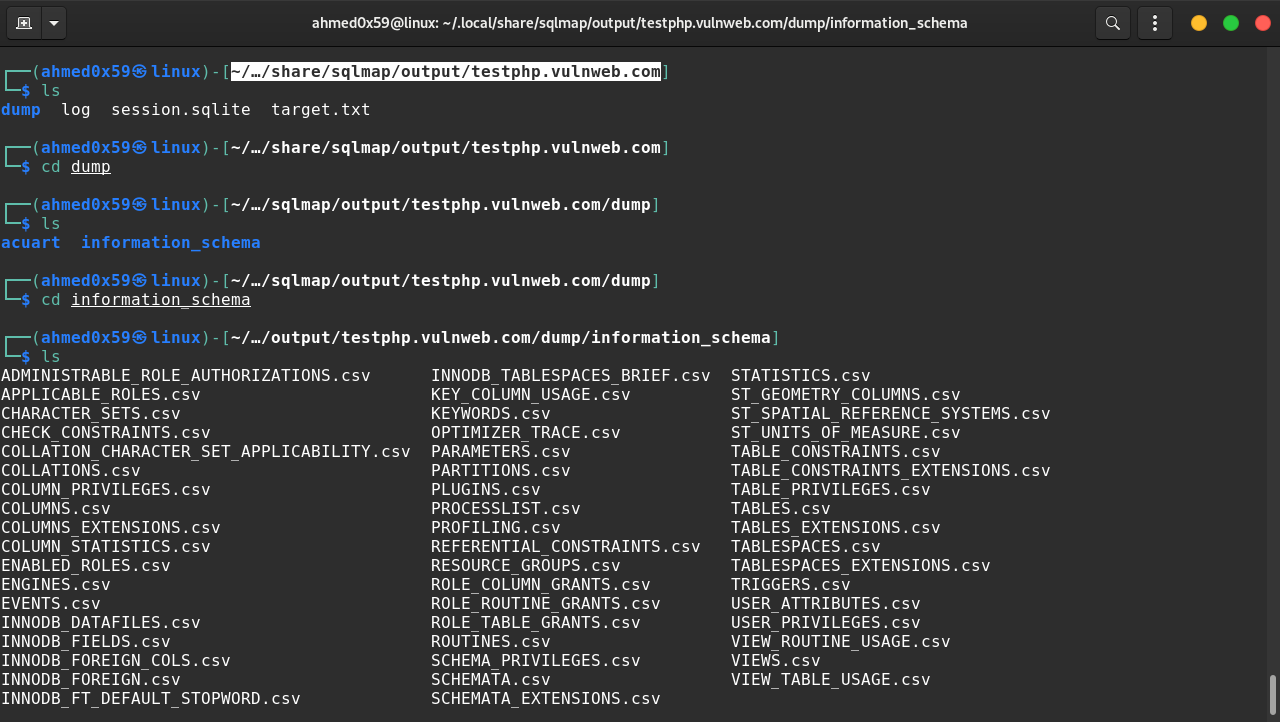 ahmed0x59@linux: ~/.local/share/sqlmap/output/testphp.vulnweb.com/dump/information_schema
┌──(ahmed0x59㉿linux)-[~/…/share/sqlmap/output/testphp.vulnweb.com]
└─$ ls
dump  log  session.sqlite  target.txt
┌──(ahmed0x59㉿linux)-[~/…/share/sqlmap/output/testphp.vulnweb.com]
└─$ cd dump
┌──(ahmed0x59㉿linux)-[~/…/sqlmap/output/testphp.vulnweb.com/dump]
└─$ ls
acuart  information_schema
┌──(ahmed0x59㉿linux)-[~/…/sqlmap/output/testphp.vulnweb.com/dump]
└─$ cd information_schema
┌──(ahmed0x59㉿linux)-[~/…/output/testphp.vulnweb.com/dump/information_schema]
└─$ ls
ADMINISTRABLE_ROLE_AUTHORIZATIONS.csv  INNODB_TABLESPACES_BRIEF.csv  STATISTICS.csv
APPLICABLE_ROLES.csv  KEY_COLUMN_USAGE.csv  ST_GEOMETRY_COLUMNS.csv
CHARACTER_SETS.csv  KEYWORDS.csv  ST_SPATIAL_REFERENCE_SYSTEMS.csv
CHECK_CONSTRAINTS.csv  OPTIMIZER_TRACE.csv  ST_UNITS_OF_MEASURE.csv
COLLATION_CHARACTER_SET_APPLICABILITY.csv  PARAMETERS.csv  TABLE_CONSTRAINTS.csv
COLLATIONS.csv  PARTITIONS.csv  TABLE_CONSTRAINTS_EXTENSIONS.csv
COLUMN_PRIVILEGES.csv  PLUGINS.csv  TABLE_PRIVILEGES.csv
COLUMNS.csv  PROCESSLIST.csv  TABLES.csv
COLUMNS_EXTENSIONS.csv  PROFILING.csv  TABLES_EXTENSIONS.csv
COLUMN_STATISTICS.csv  REFERENTIAL_CONSTRAINTS.csv  TABLESPACES.csv
ENABLED_ROLES.csv  RESOURCE_GROUPS.csv  TABLESPACES_EXTENSIONS.csv
ENGINES.csv  ROLE_COLUMN_GRANTS.csv  TRIGGERS.csv
EVENTS.csv  ROLE_ROUTINE_GRANTS.csv  USER_ATTRIBUTES.csv
INNODB_DATAFILES.csv  ROLE_TABLE_GRANTS.csv  USER_PRIVILEGES.csv
INNODB_FIELDS.csv  ROUTINES.csv  VIEW_ROUTINE_USAGE.csv
INNODB_FOREIGN_COLS.csv  SCHEMA_PRIVILEGES.csv  VIEWS.csv
INNODB_FOREIGN.csv  SCHEMATA.csv  VIEW_TABLE_USAGE.csv
INNODB_FT_DEFAULT_STOPWORD.csv  SCHEMATA_EXTENSIONS.csv